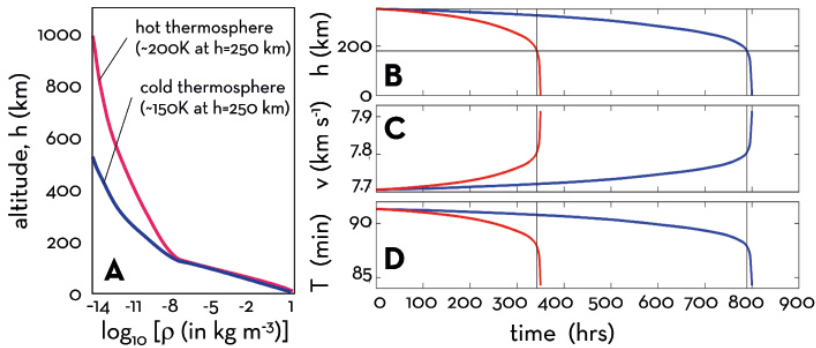 altitude, h (km)
1000
1000
600
400
200
0
hot thermosphere
(~200K at h=250 km)
cold thermosphere
(~150K at h=250 km)
A
-14 -11 -8 -5 -2 1
log₁₀ [ρ (in kg m⁻³)]
h (km)
200
0
B
v (km s⁻¹)
7.9
7.8
7.7
C
T (min)
90
85
D
0 100 200 300 400 500 600 700 800 900
time (hrs)